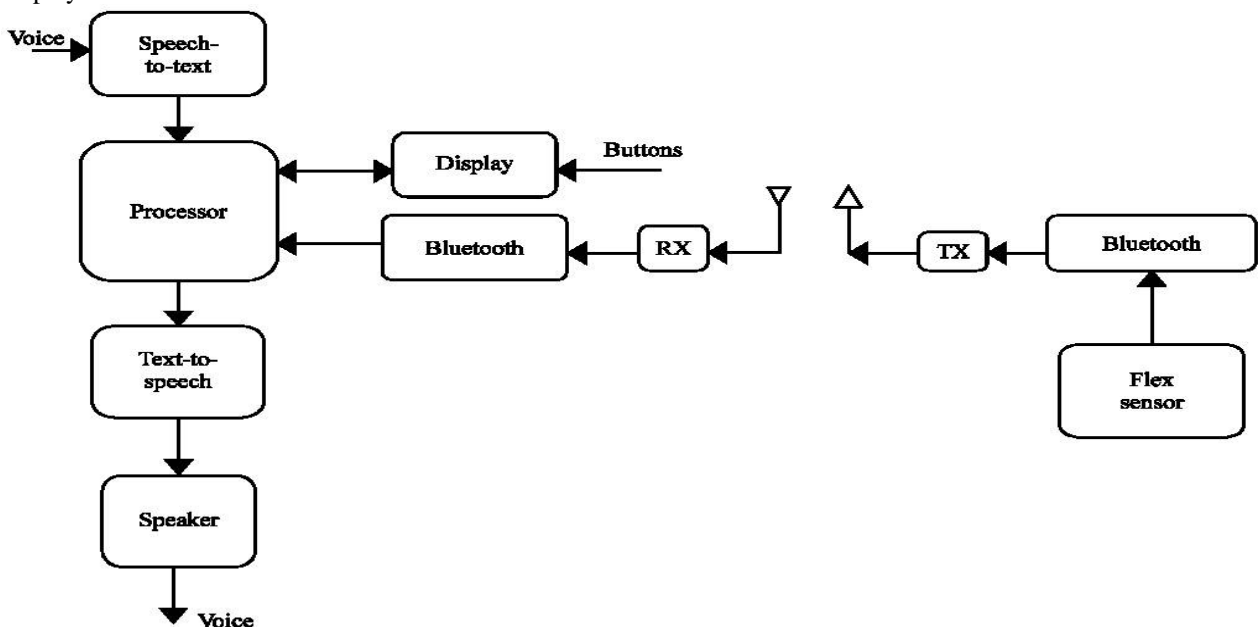 Voice
Speech-
to-text
Processor
Display
Buttons
Bluetooth
RX
TX
Bluetooth
Text-to-
speech
Flex
sensor
Speaker
Voice